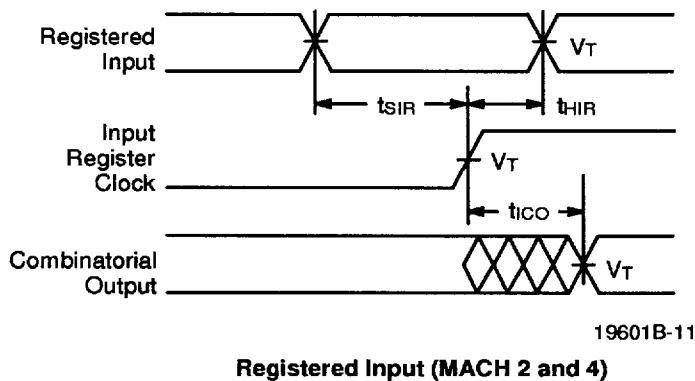 Registered
Input
VT
tSIR
tHIR
Input
Register
Clock
VT
tICO
Combinatorial
Output
VT
19601B-11
Registered Input (MACH 2 and 4)